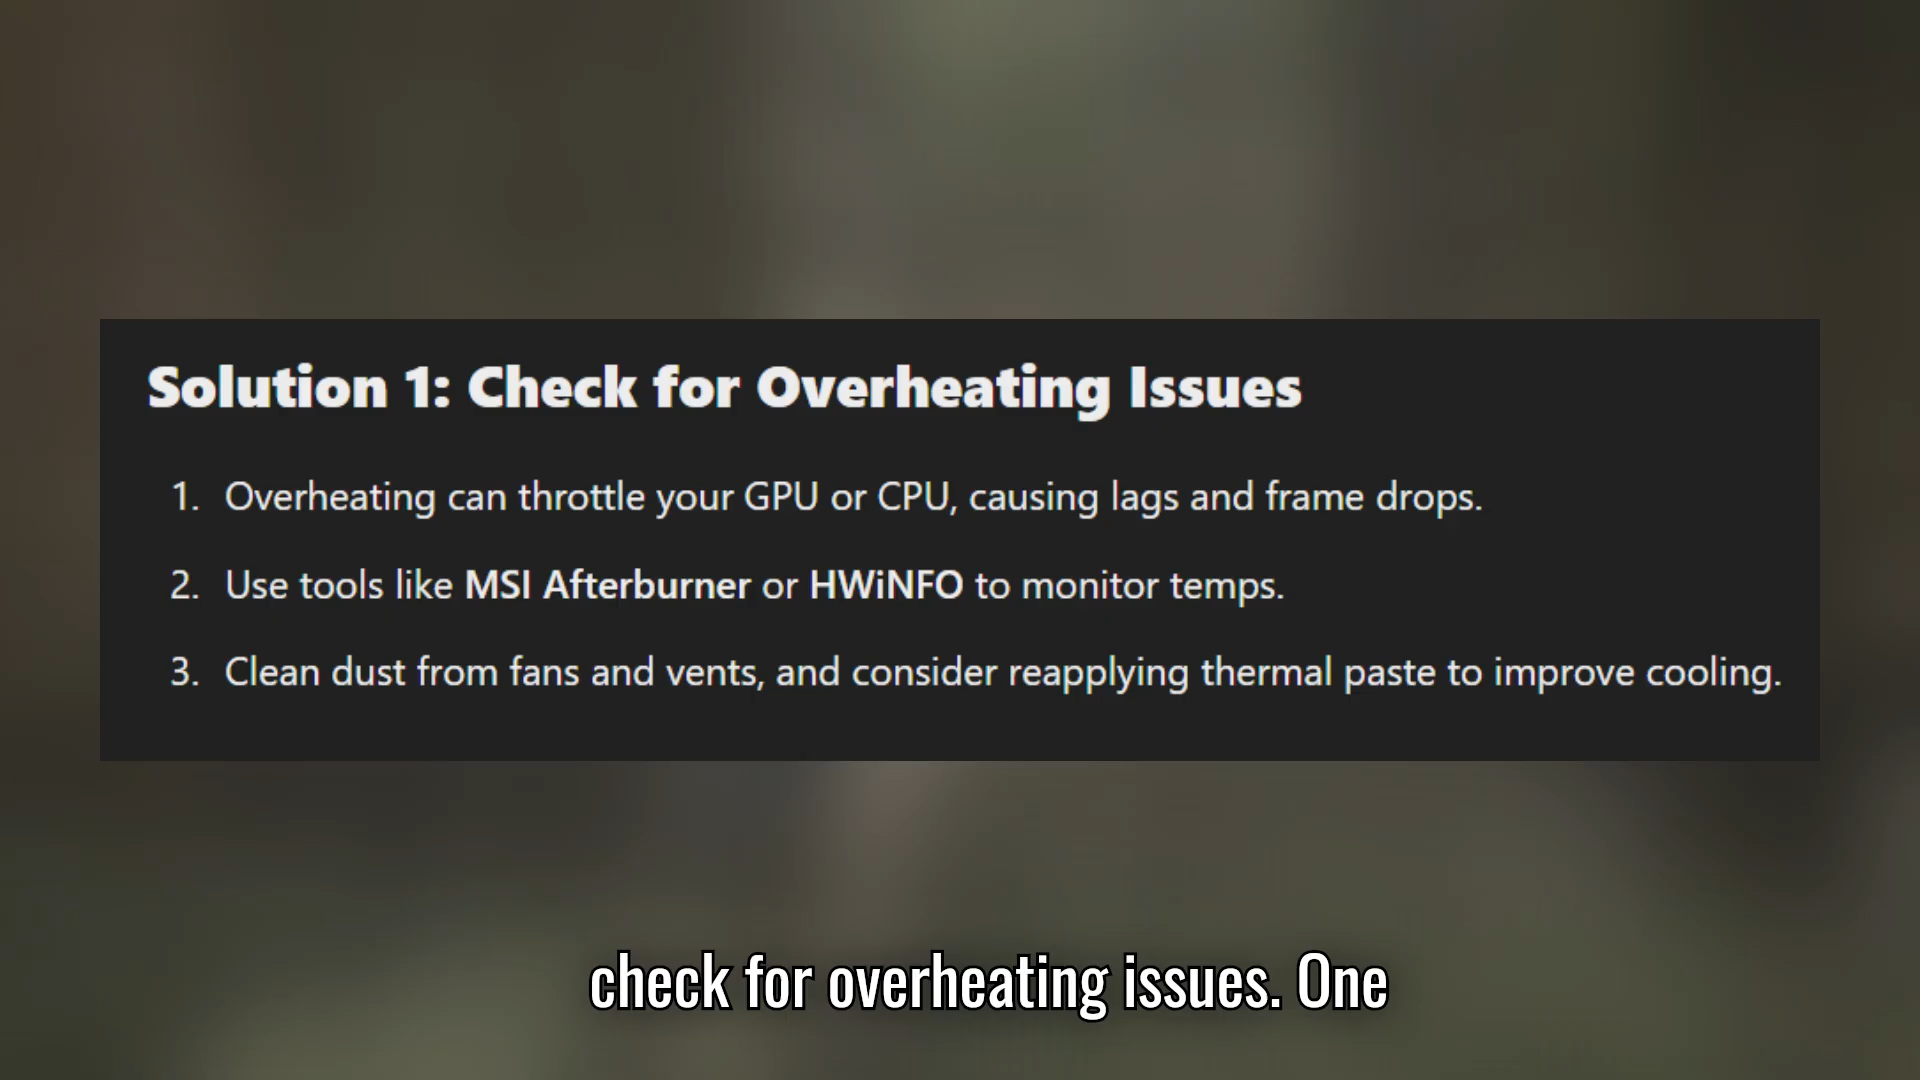 Solution 1: Check for Overheating Issues
1. Overheating can throttle your GPU or CPU, causing lags and frame drops.
2. Use tools like MSI Afterburner or HWiNFO to monitor temps.
3. Clean dust from fans and vents, and consider reapplying thermal paste to improve cooling.
check for overheating issues. One